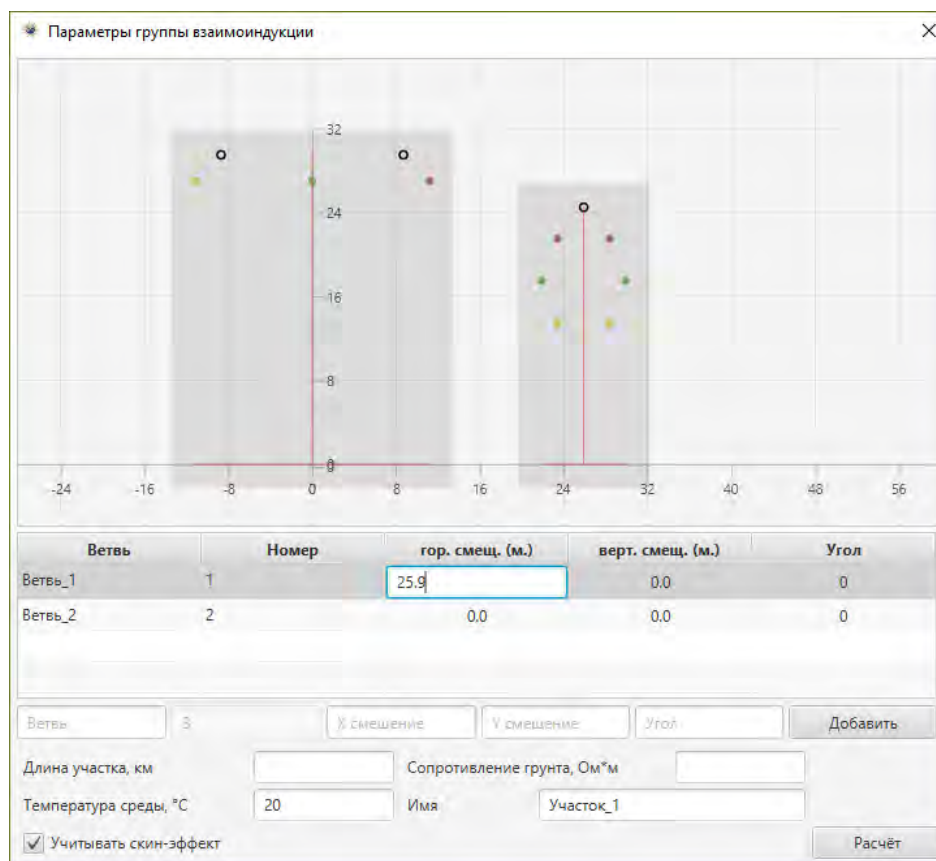 Параметры группы взаимоиндукции
32
24
16
8
0
-24 -16 -8 0 8 16 24 32 40 48 56
Ветвь Номер гор. смещ. (м.) верт. смещ. (м.) Угол
Ветвь_1 1 25.9 0.0 0
Ветвь_2 2 0.0 0.0 0
Ветвь 3 X смешение Y смешение Угол Добавить
Длина участка, км Сопротивление грунта, Ом*м
Температура среды, °C 20 Имя Участок_1
Учитывать скин-эффект Расчёт